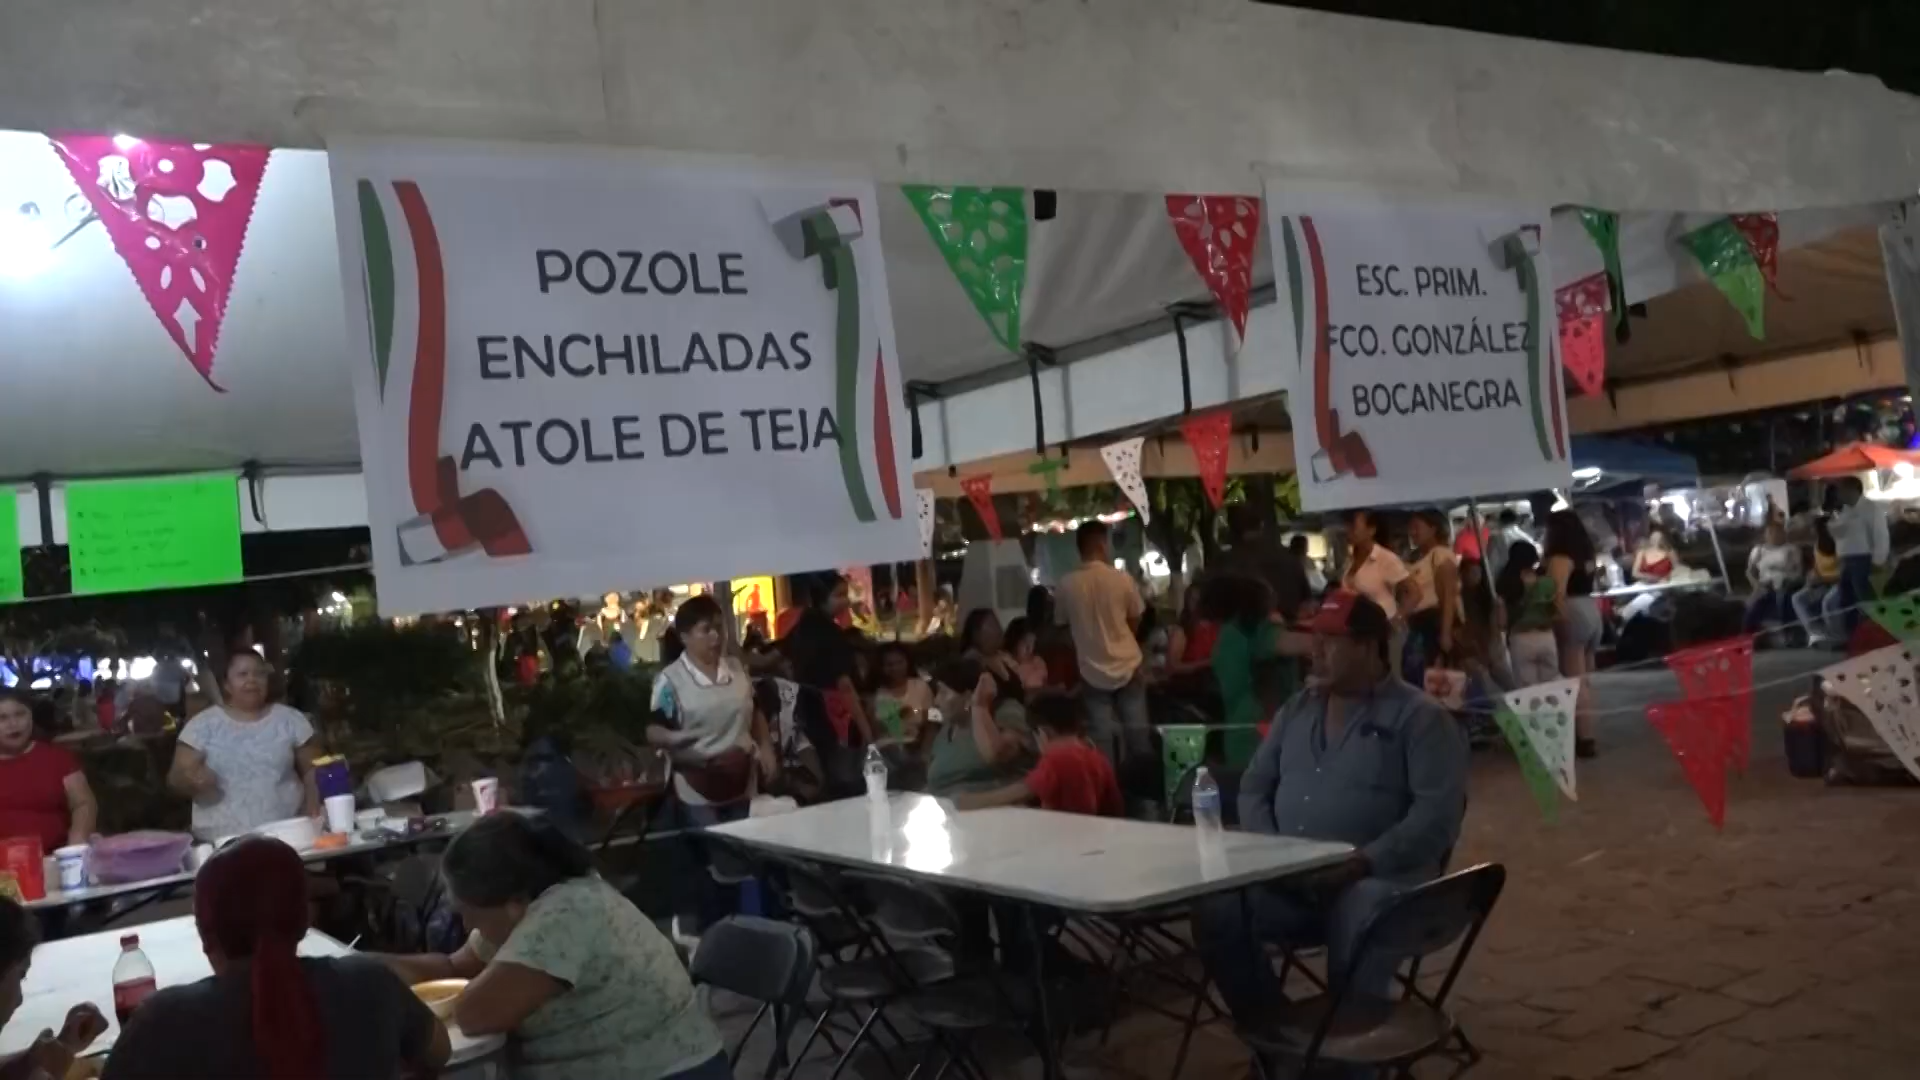 POZOLE
ENCHILADAS
ATOLE DE TEJA
ESC. PRIM.
FCO. GONZÁLEZ
BOCANEGRA